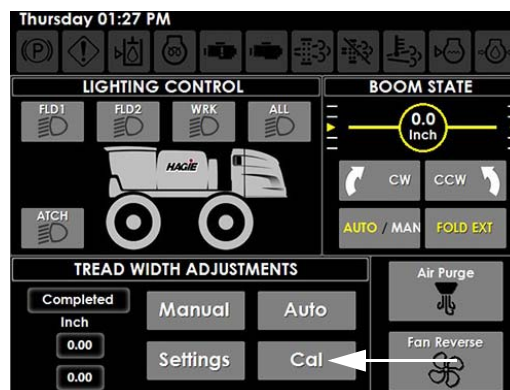 Thursday 01:27 PM
LIGHTING CONTROL
FLD1 FLD2 WRK ALL
HAGIE
ATCH
BOOM STATE
0.0
Inch
CW CCW
AUTO / MAN FOLD EXT
TREAD WIDTH ADJUSTMENTS
Completed
Inch
0.00
0.00
Manual Auto
Settings Cal
Air Purge
Fan Reverse